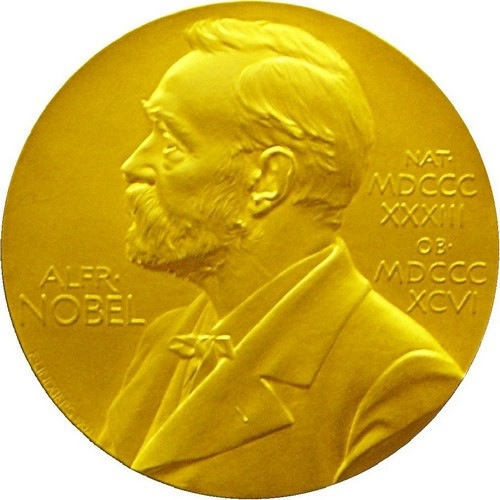 ALFR·
NOBEL
NAT·
MDCCC
XXXIII
OB·
MDCCC
XCVI